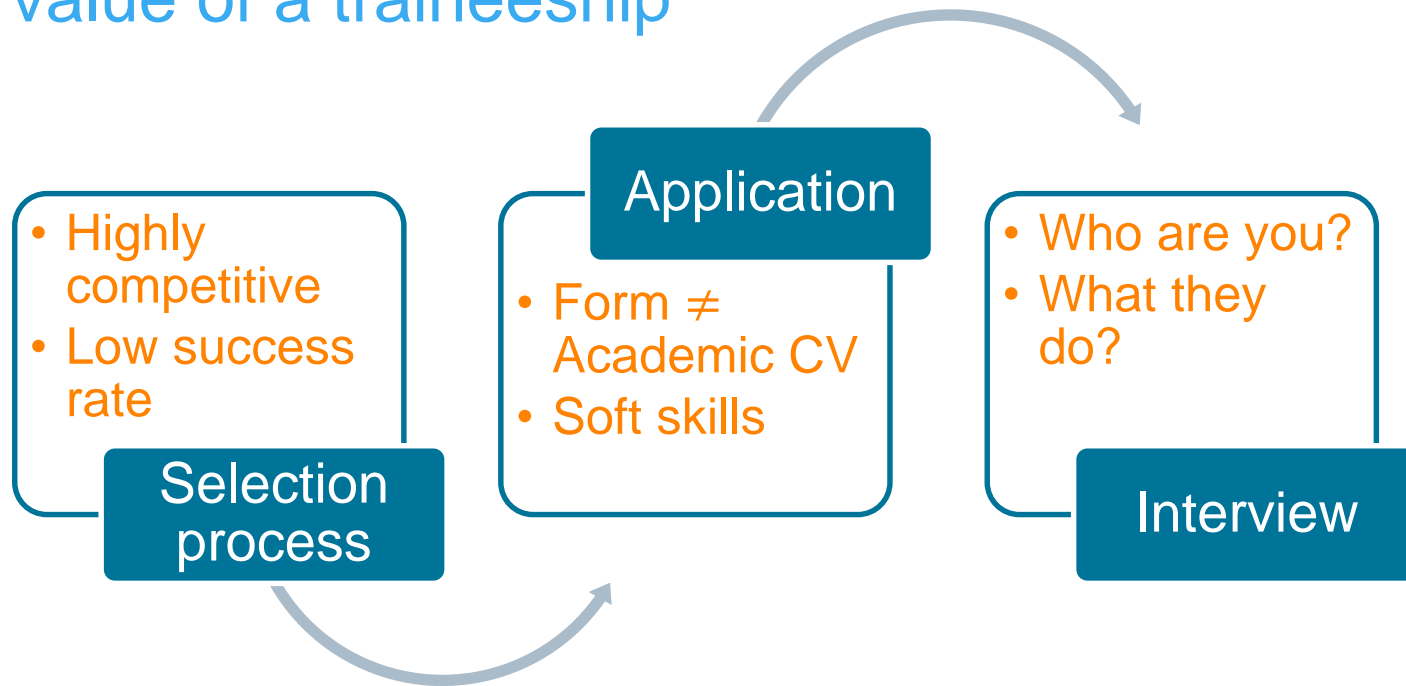 value of a traineeship
• Highly
competitive
• Low success
rate
Selection
process
Application
• Form ≠
Academic CV
• Soft skills
• Who are you?
• What they
do?
Interview